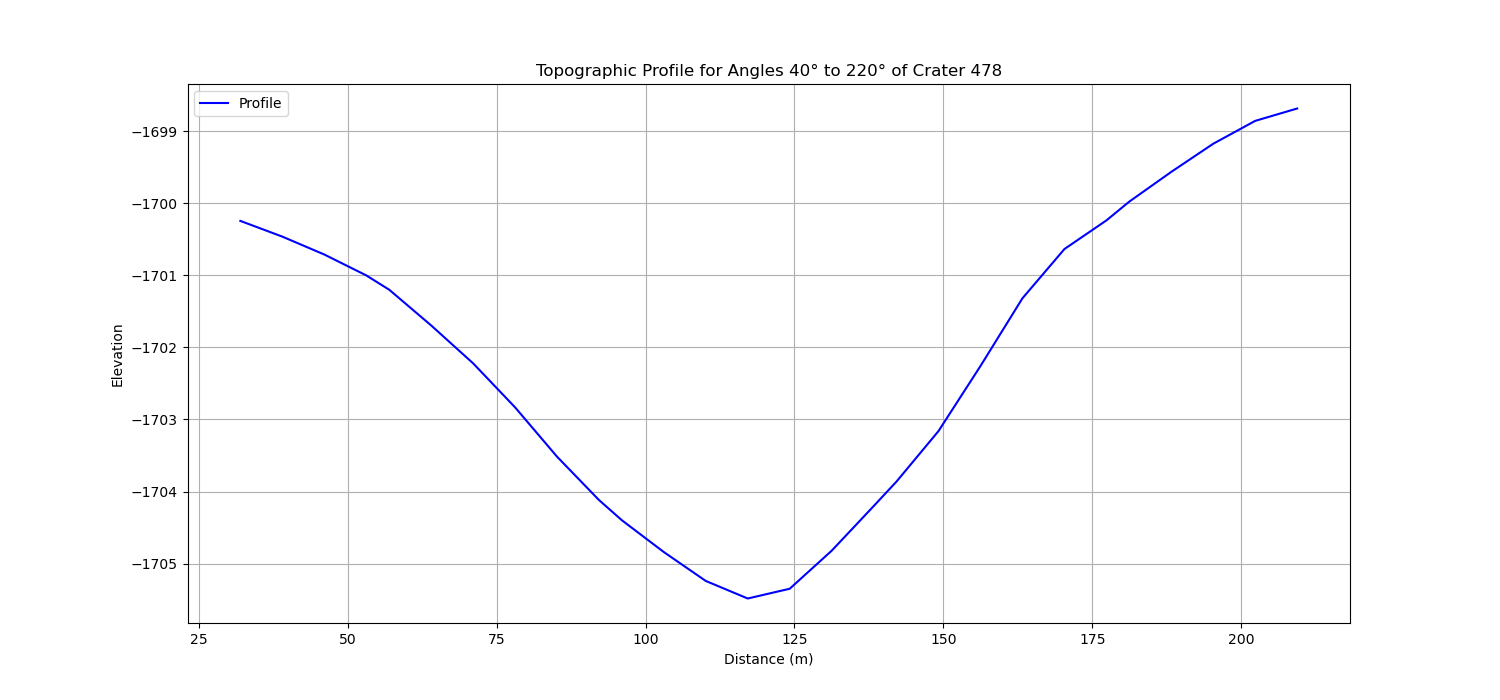 Topographic Profile for Angles 40° to 220° of Crater 478
Profile
−1699
−1700
−1701
−1702
−1703
−1704
−1705
Elevation
25 50 75 100 125 150 175 200
Distance (m)